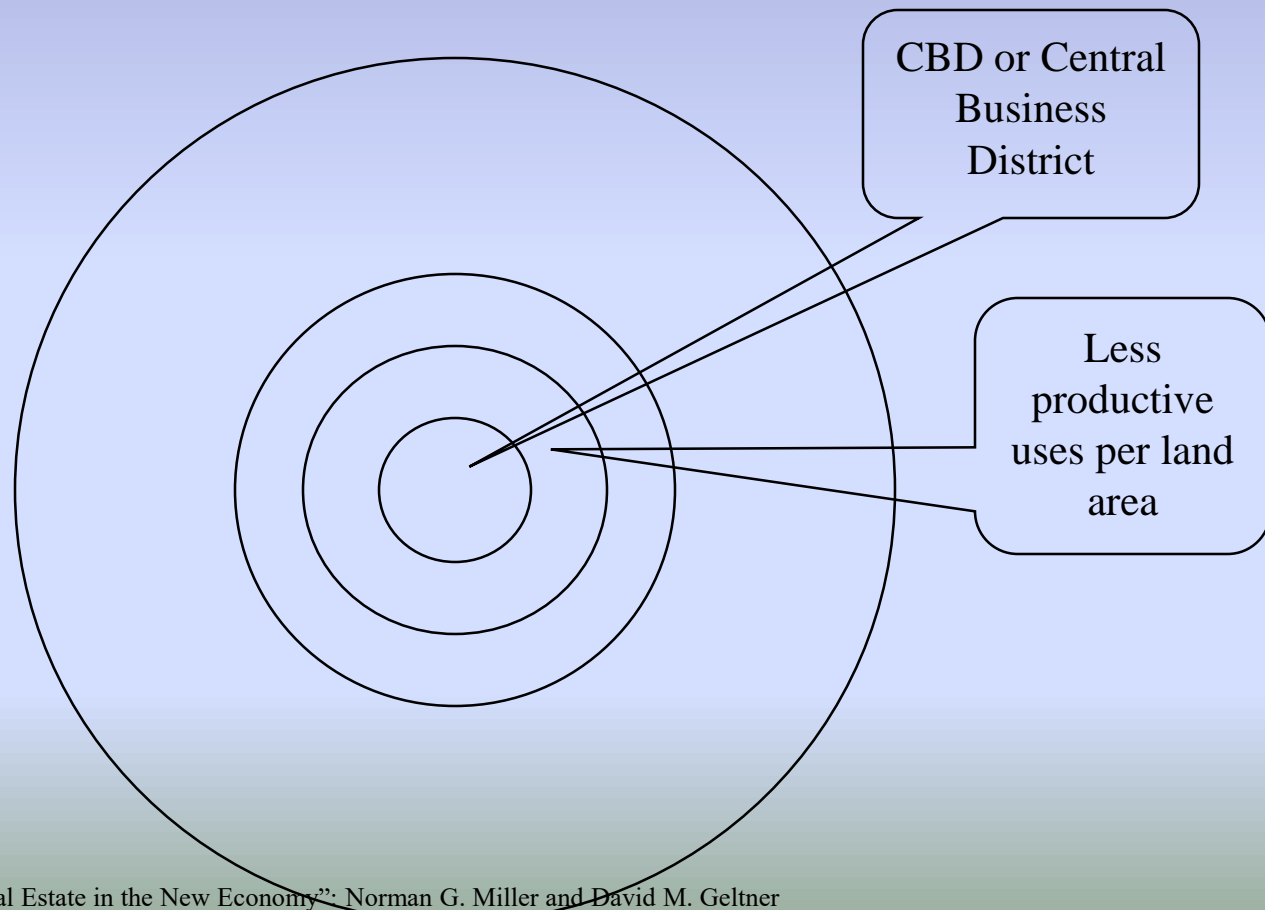 CBD or Central
Business
District
Less
productive
uses per land
area
al Estate in the New Economy”: Norman G. Miller and David M. Geltner